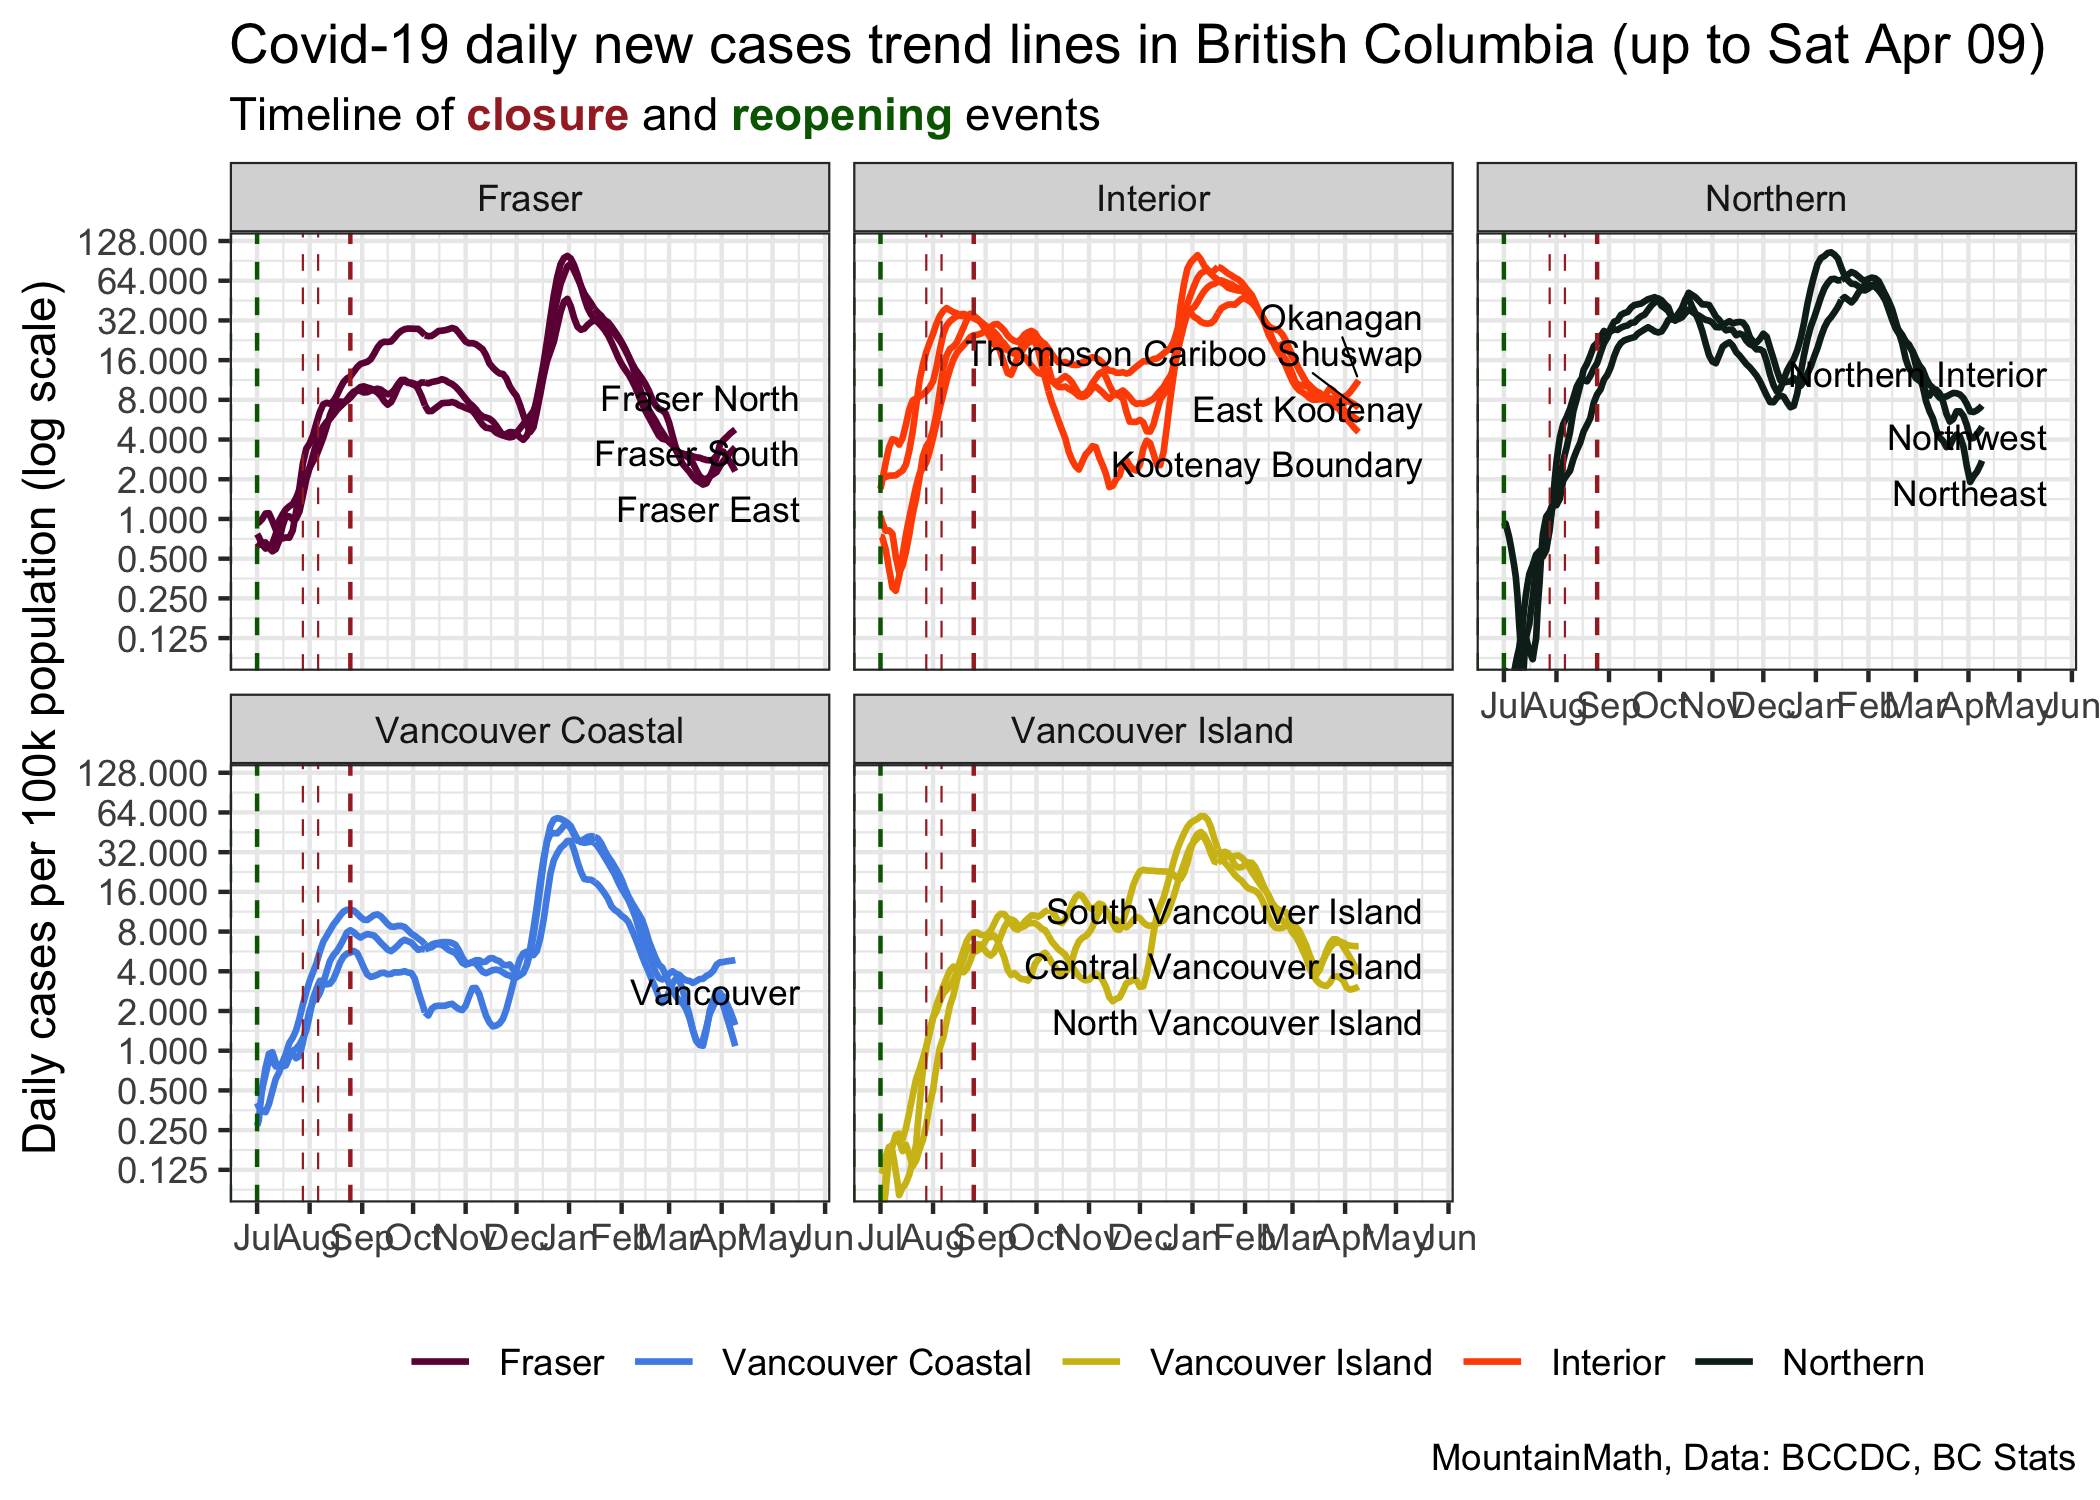 Covid-19 daily new cases trend lines in British Columbia (up to Sat Apr 09)
Timeline of closure and reopening events
Daily cases per 100k population (log scale)
Fraser
Interior
Northern
128.000
64.000
32.000
16.000
8.000
4.000
2.000
1.000
0.500
0.250
0.125
Fraser North
Fraser South
Fraser East
Okanagan
Thompson Cariboo Shuswap
East Kootenay
Kootenay Boundary
Northern Interior
Northwest
Northeast
Jul Aug Sep Oct Nov Dec Jan Feb Mar Apr May Jun
Vancouver Coastal
Vancouver Island
128.000
64.000
32.000
16.000
8.000
4.000
2.000
1.000
0.500
0.250
0.125
Vancouver
South Vancouver Island
Central Vancouver Island
North Vancouver Island
Jul Aug Sep Oct Nov Dec Jan Feb Mar Apr May Jun
Jul Aug Sep Oct Nov Dec Jan Feb Mar Apr May Jun
Fraser Vancouver Coastal Vancouver Island Interior Northern
MountainMath, Data: BCCDC, BC Stats